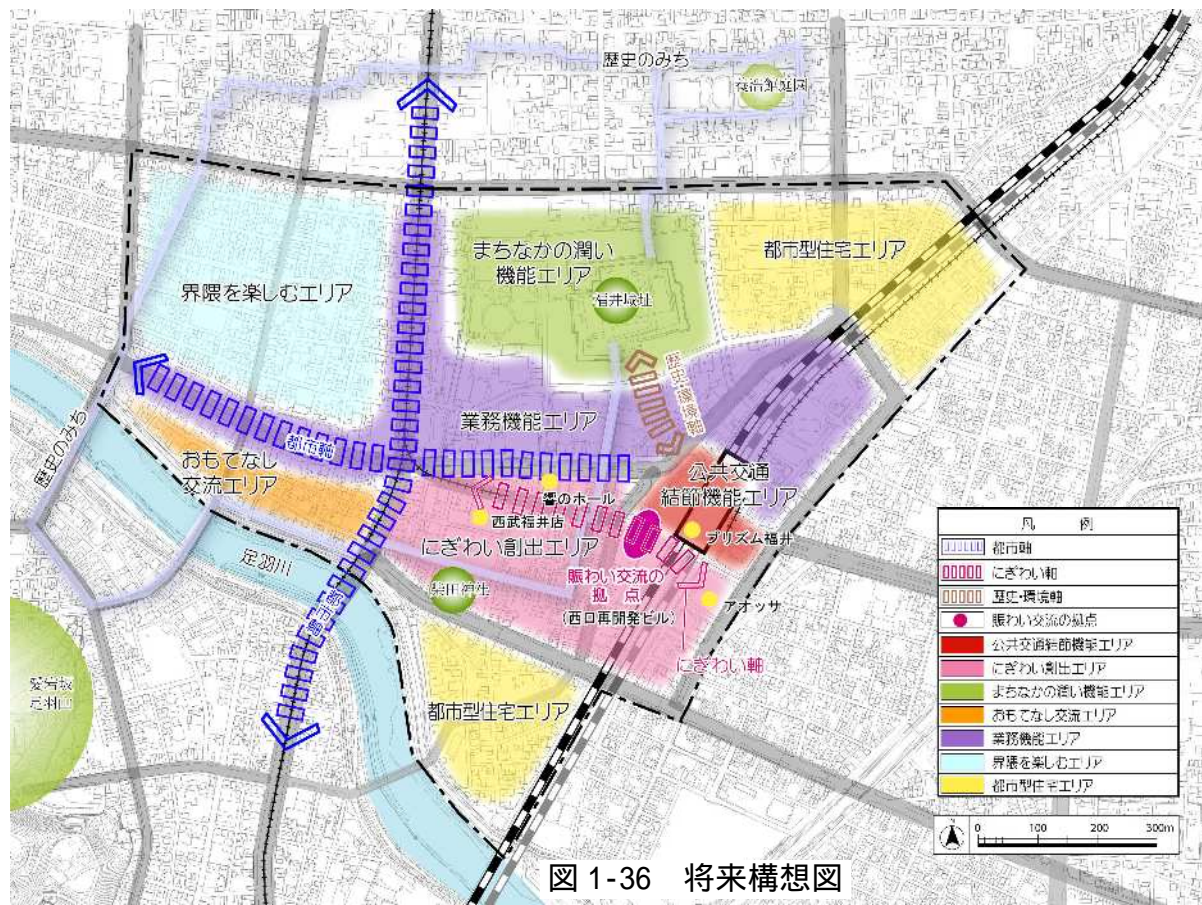 歴史のみち
養浩館庭園
まちなかの潤い
機能エリア
都市型住宅エリア
界隈を楽しむエリア
福井城址
歴史・環境軸
業務機能エリア
都市軸
歴史のみち
おもてなし
交流エリア
公共交通
結節機能エリア
響のホール
西武福井店
プリズム福井
にぎわい創出エリア
足羽川
賑わい交流の
拠 点
(西口再開発ビル)
柴田神社
アオッサ
都市軸
にぎわい軸
愛宕坂
足羽山
都市型住宅エリア
凡 例
都市軸
にぎわい軸
歴史・環境軸
賑わい交流の拠点
公共交通結節機能エリア
にぎわい創出エリア
まちなかの潤い機能エリア
おもてなし交流エリア
業務機能エリア
界隈を楽しむエリア
都市型住宅エリア
N
0 100 200 300m
図 1-36 将来構想図